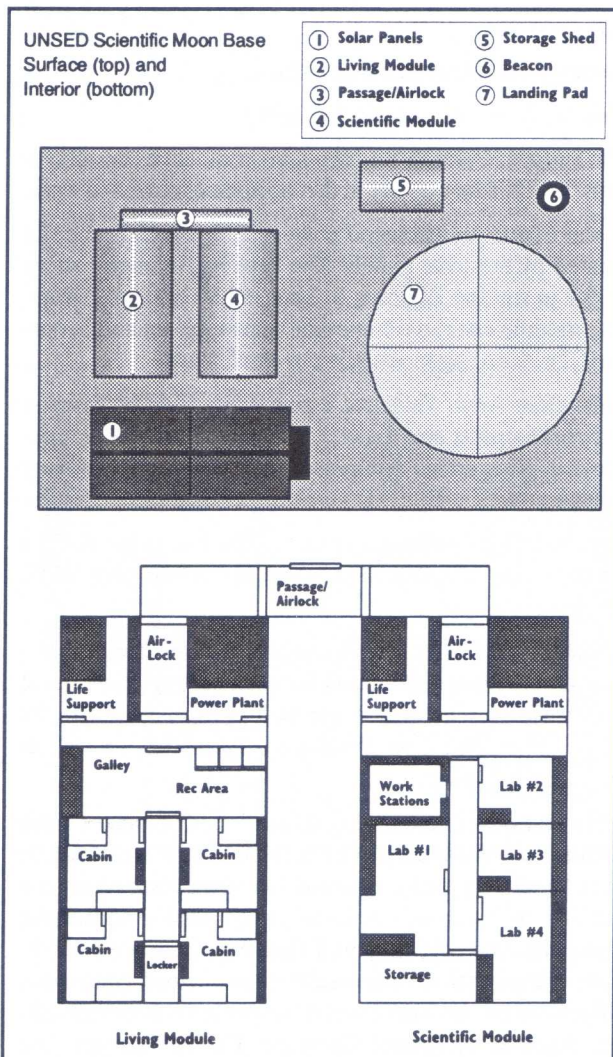 UNSED Scientific Moon Base
Surface (top) and
Interior (bottom)
1 Solar Panels
2 Living Module
3 Passage/Airlock
4 Scientific Module
5 Storage Shed
6 Beacon
7 Landing Pad
3
5
6
2
4
7
1
Passage/
Airlock
Air-
Lock
Life
Support
Power Plant
Galley
Rec Area
Cabin
Cabin
Cabin
Locker
Cabin
Living Module
Air-
Lock
Life
Support
Power Plant
Work
Stations
Lab #2
Lab #1
Lab #3
Lab #4
Storage
Scientific Module